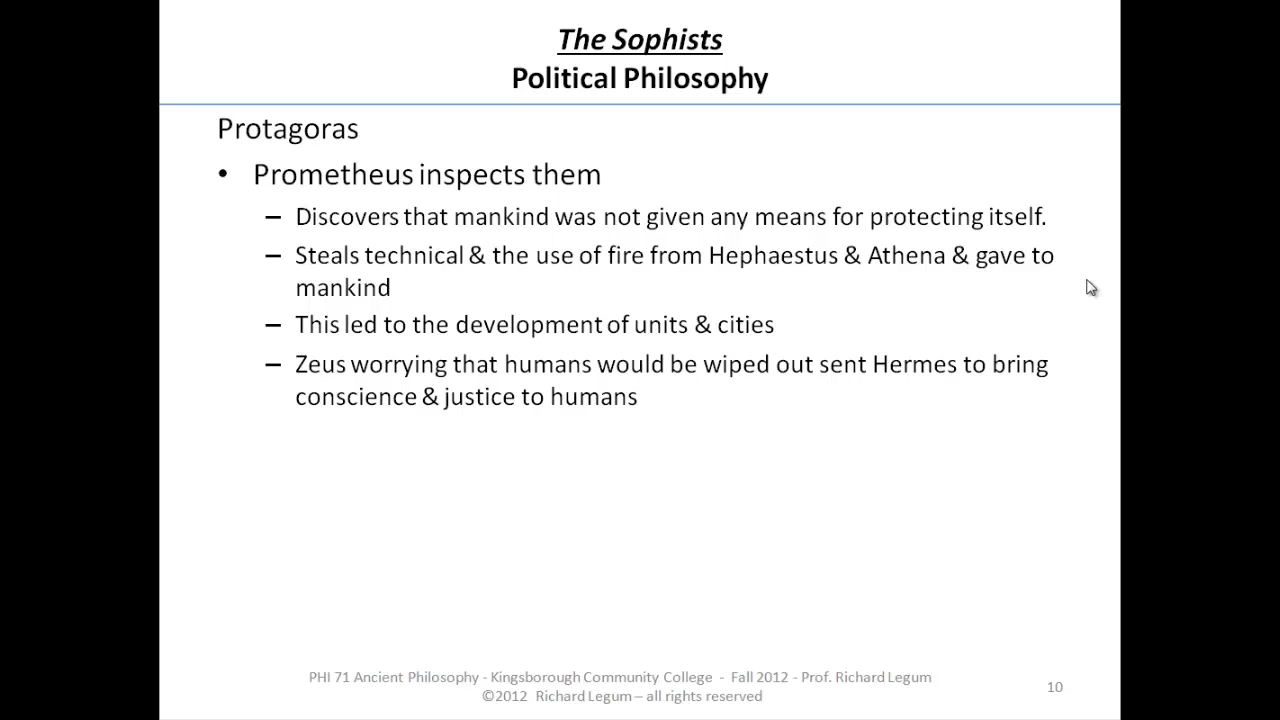 The Sophists
Political Philosophy
Protagoras
• Prometheus inspects them
– Discovers that mankind was not given any means for protecting itself.
– Steals technical & the use of fire from Hephaestus & Athena & gave to
mankind
– This led to the development of units & cities
– Zeus worrying that humans would be wiped out sent Hermes to bring
conscience & justice to humans
PHI 71 Ancient Philosophy - Kingsborough Community College - Fall 2012 - Prof. Richard Legum
©2012 Richard Legum – all rights reserved
10